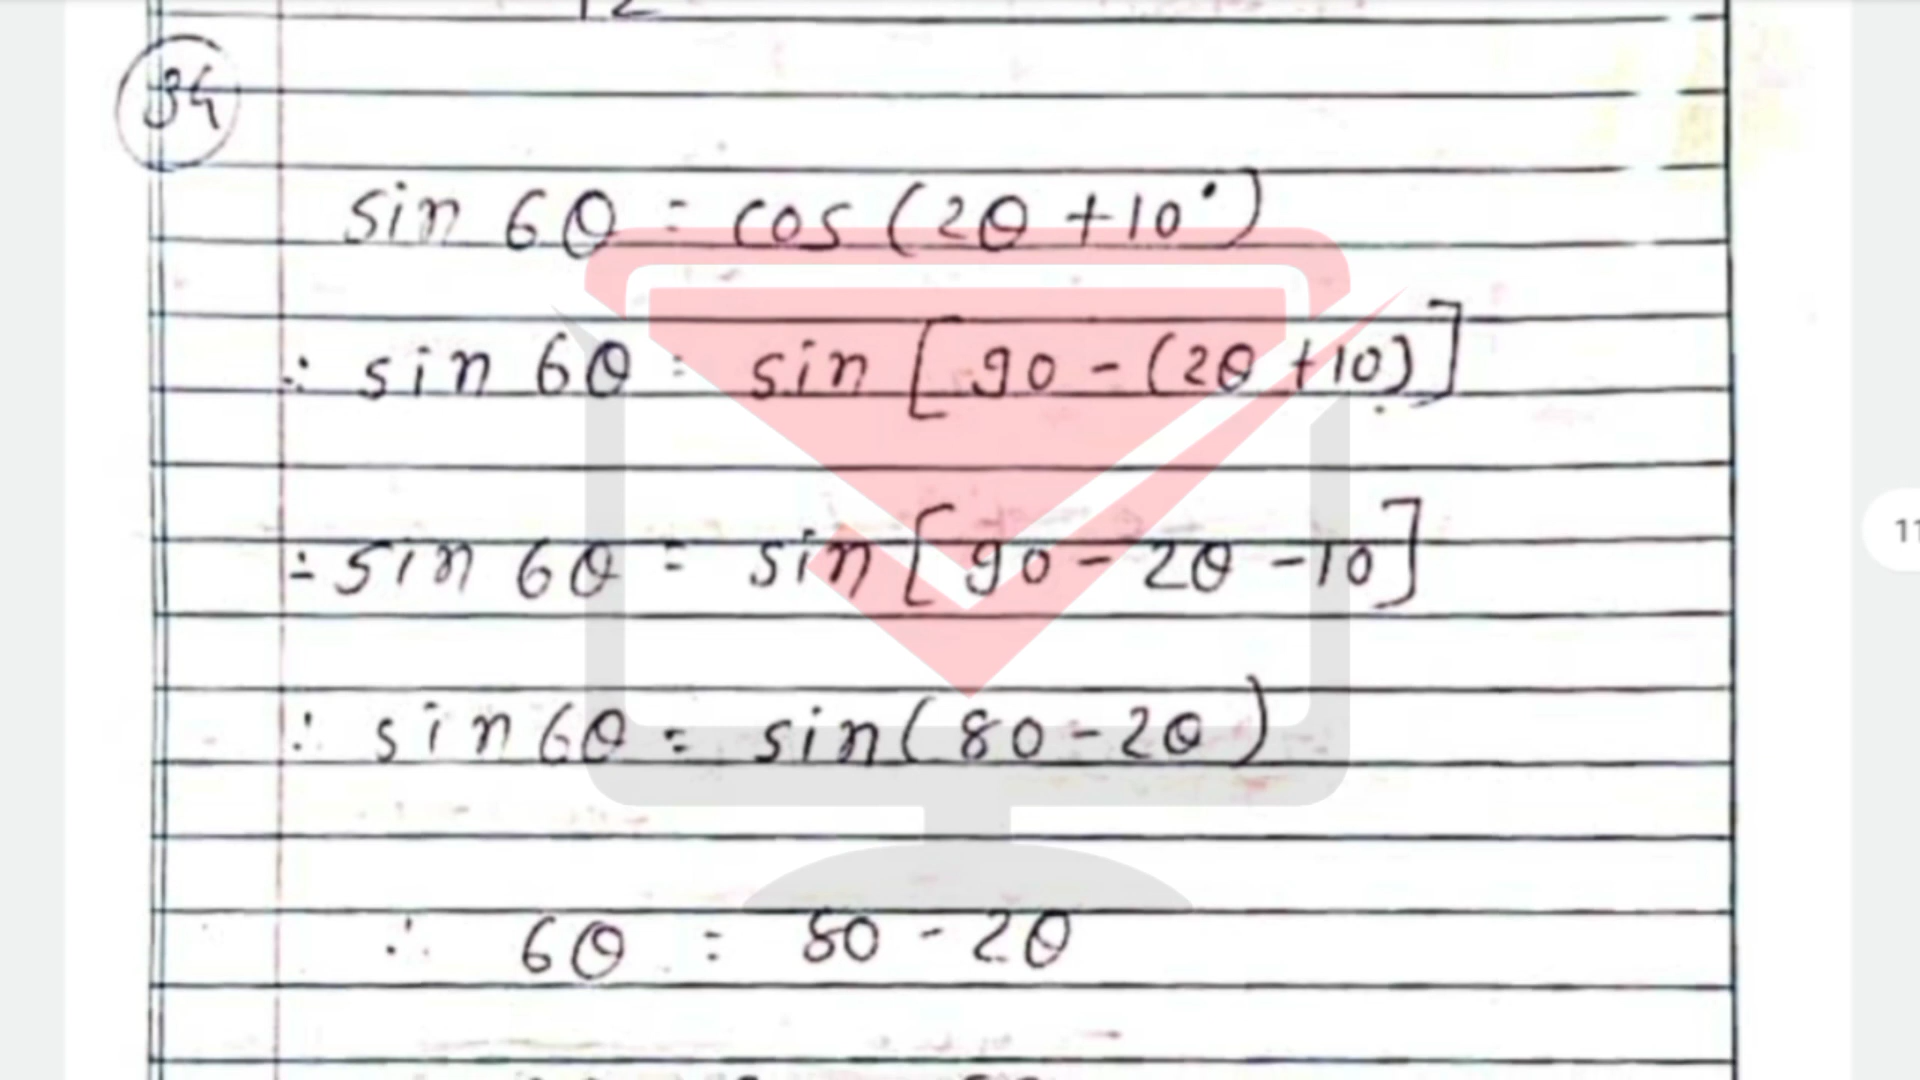 34
sin 6θ = cos (2θ + 10°)
∴ sin 6θ = sin [90 - (2θ + 10)]
∴ sin 6θ = sin [90 - 2θ - 10]
∴ sin 6θ = sin (80 - 2θ)
∴ 6θ = 80 - 2θ
11